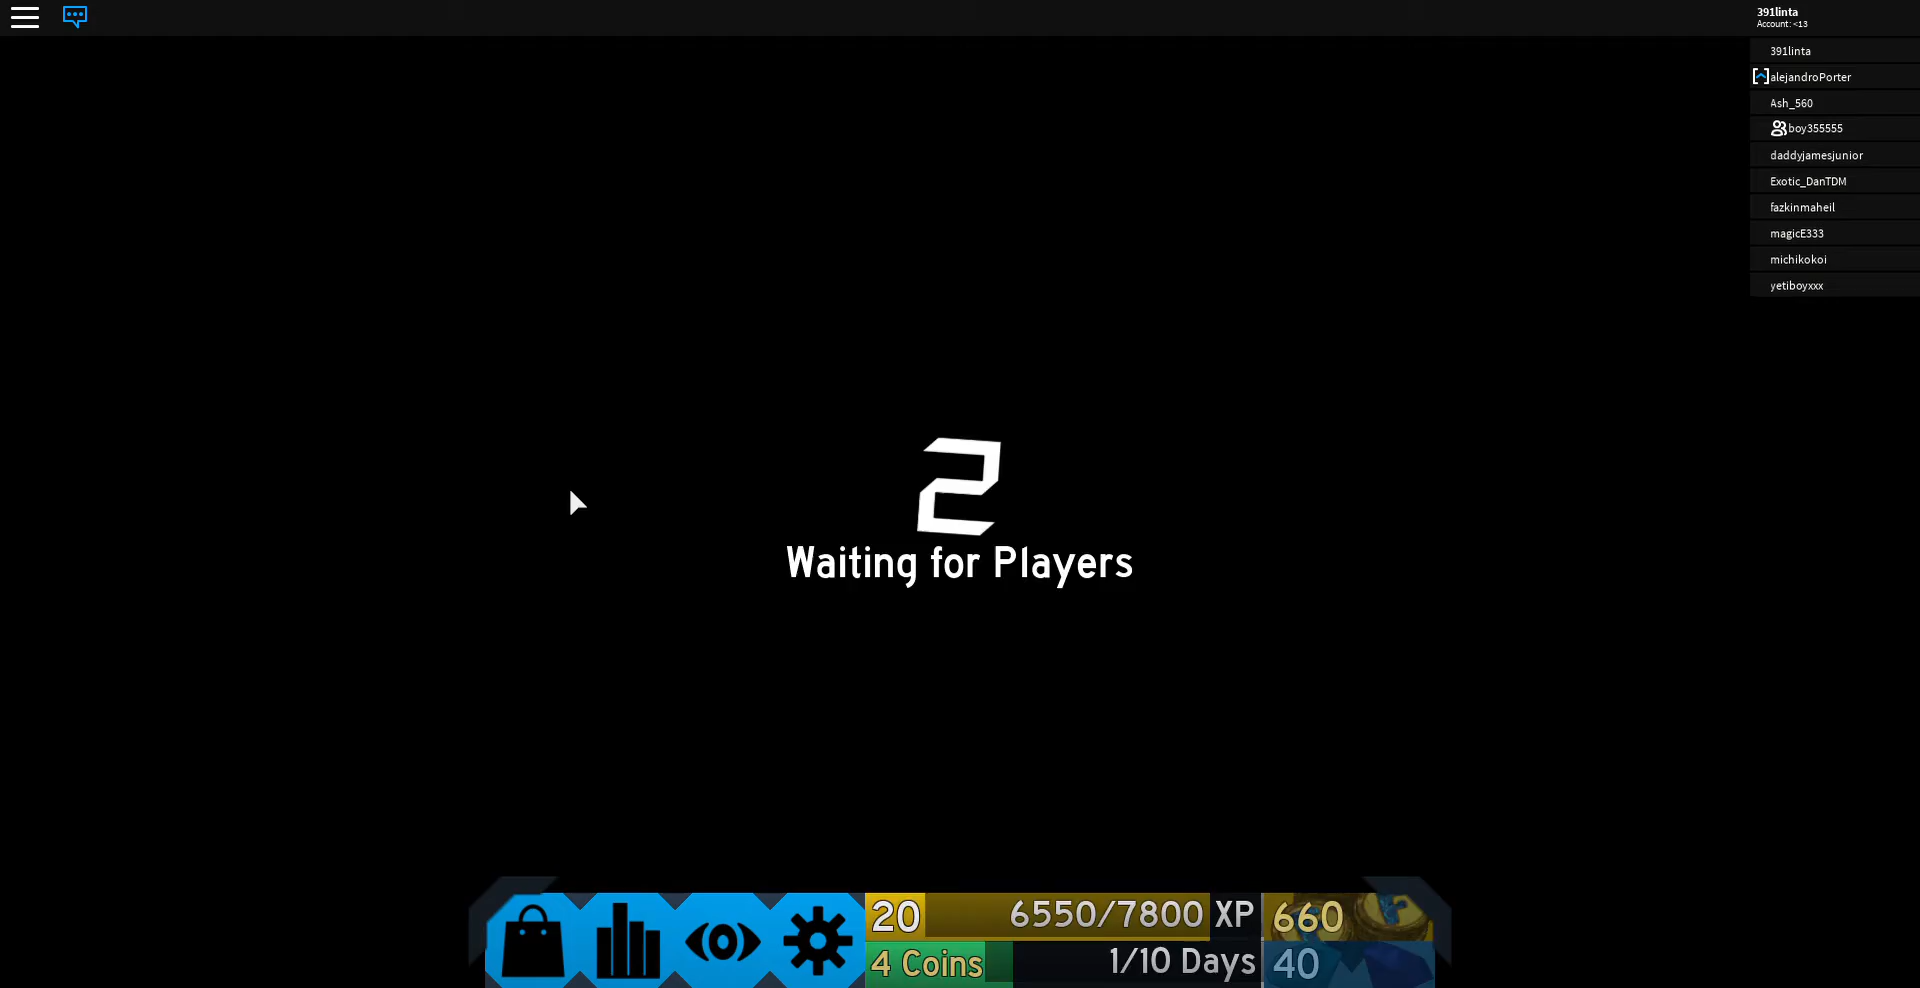 391linta
Account: <13
391linta
alejandroPorter
Ash_560
boy355555
daddyjamesjunior
Exotic_DanTDM
fazkinmaheil
magicE333
michikokoi
yetiboyxxx
2
Waiting for Players
20 6550/7800 XP 660
4 Coins 1/10 Days 40